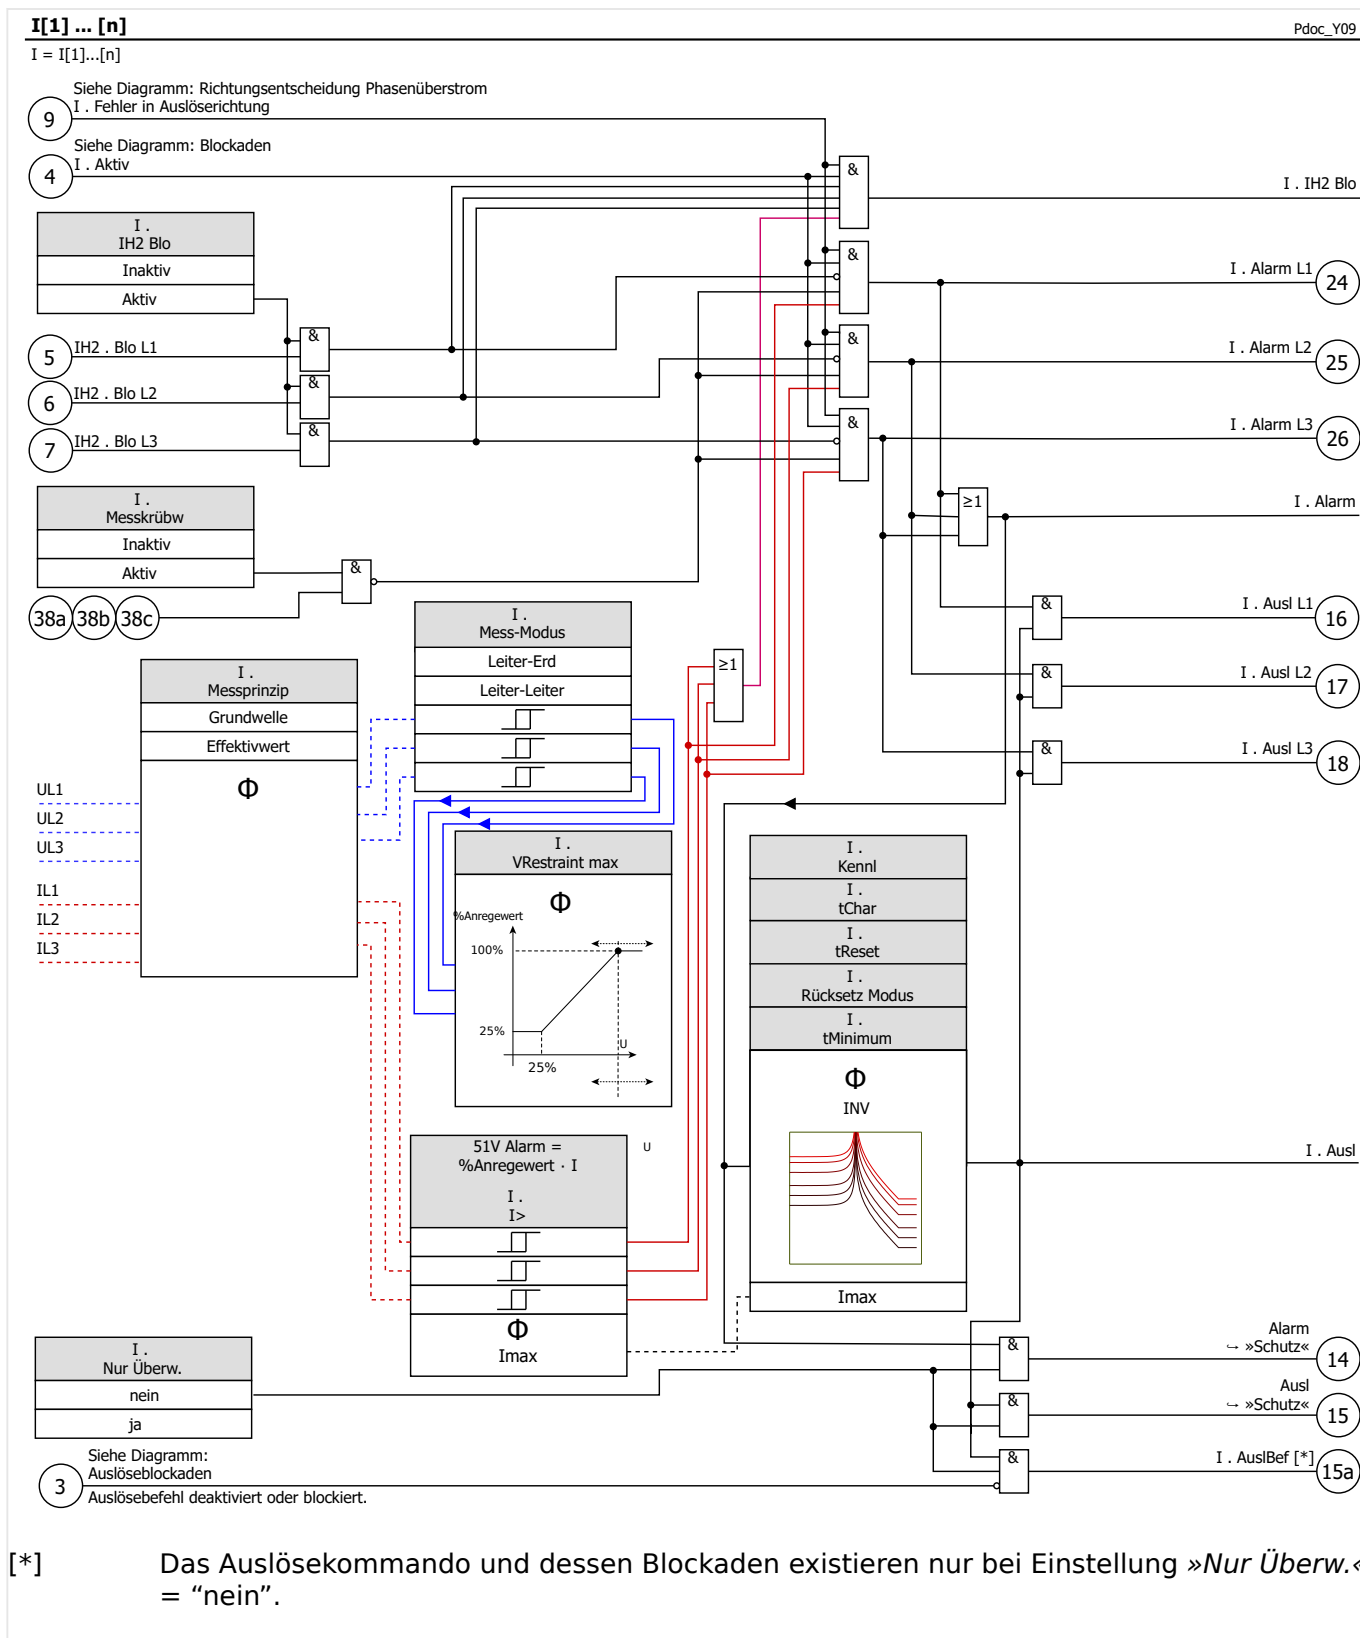 I[1] ... [n]
Pdoc_Y09
I = I[1]...[n]
Siehe Diagramm: Richtungsentscheidung Phasenüberstrom
9
I . Fehler in Auslöserichtung
Siehe Diagramm: Blockaden
4
I . Aktiv
&
I . IH2 Blo
I .
IH2 Blo
Inaktiv
Aktiv
&
I . Alarm L1
24
5
IH2 . Blo L1
&
&
I . Alarm L2
25
6
IH2 . Blo L2
&
7
IH2 . Blo L3
&
&
I . Alarm L3
26
I .
Messkrübw
Inaktiv
Aktiv
&
≥1
I . Alarm
38a
38b
38c
I .
Mess-Modus
Leiter-Erd
Leiter-Leiter
&
I . Ausl L1
16
I .
Messprinzip
Grundwelle
Effektivwert
Φ
≥1
&
I . Ausl L2
17
&
I . Ausl L3
18
UL1
UL2
UL3
IL1
IL2
IL3
I .
VRestraint max
Φ
%Anregewert
100%
25%
U
25%
I .
Kennl
I .
tChar
I .
tReset
I .
Rücksetz Modus
I .
tMinimum
Φ
INV
Imax
I . Ausl
51V Alarm =
%Anregewert · I
U
I .
I>
Φ
Imax
I .
Nur Überw.
nein
ja
&
Alarm
↪ »Schutz«
14
&
Ausl
↪ »Schutz«
15
&
I . AuslBef [*]
15a
Siehe Diagramm:
Auslöseblockaden
3
Auslösebefehl deaktiviert oder blockiert.
[*] Das Auslösekommando und dessen Blockaden existieren nur bei Einstellung »Nur Überw.«
= “nein”.